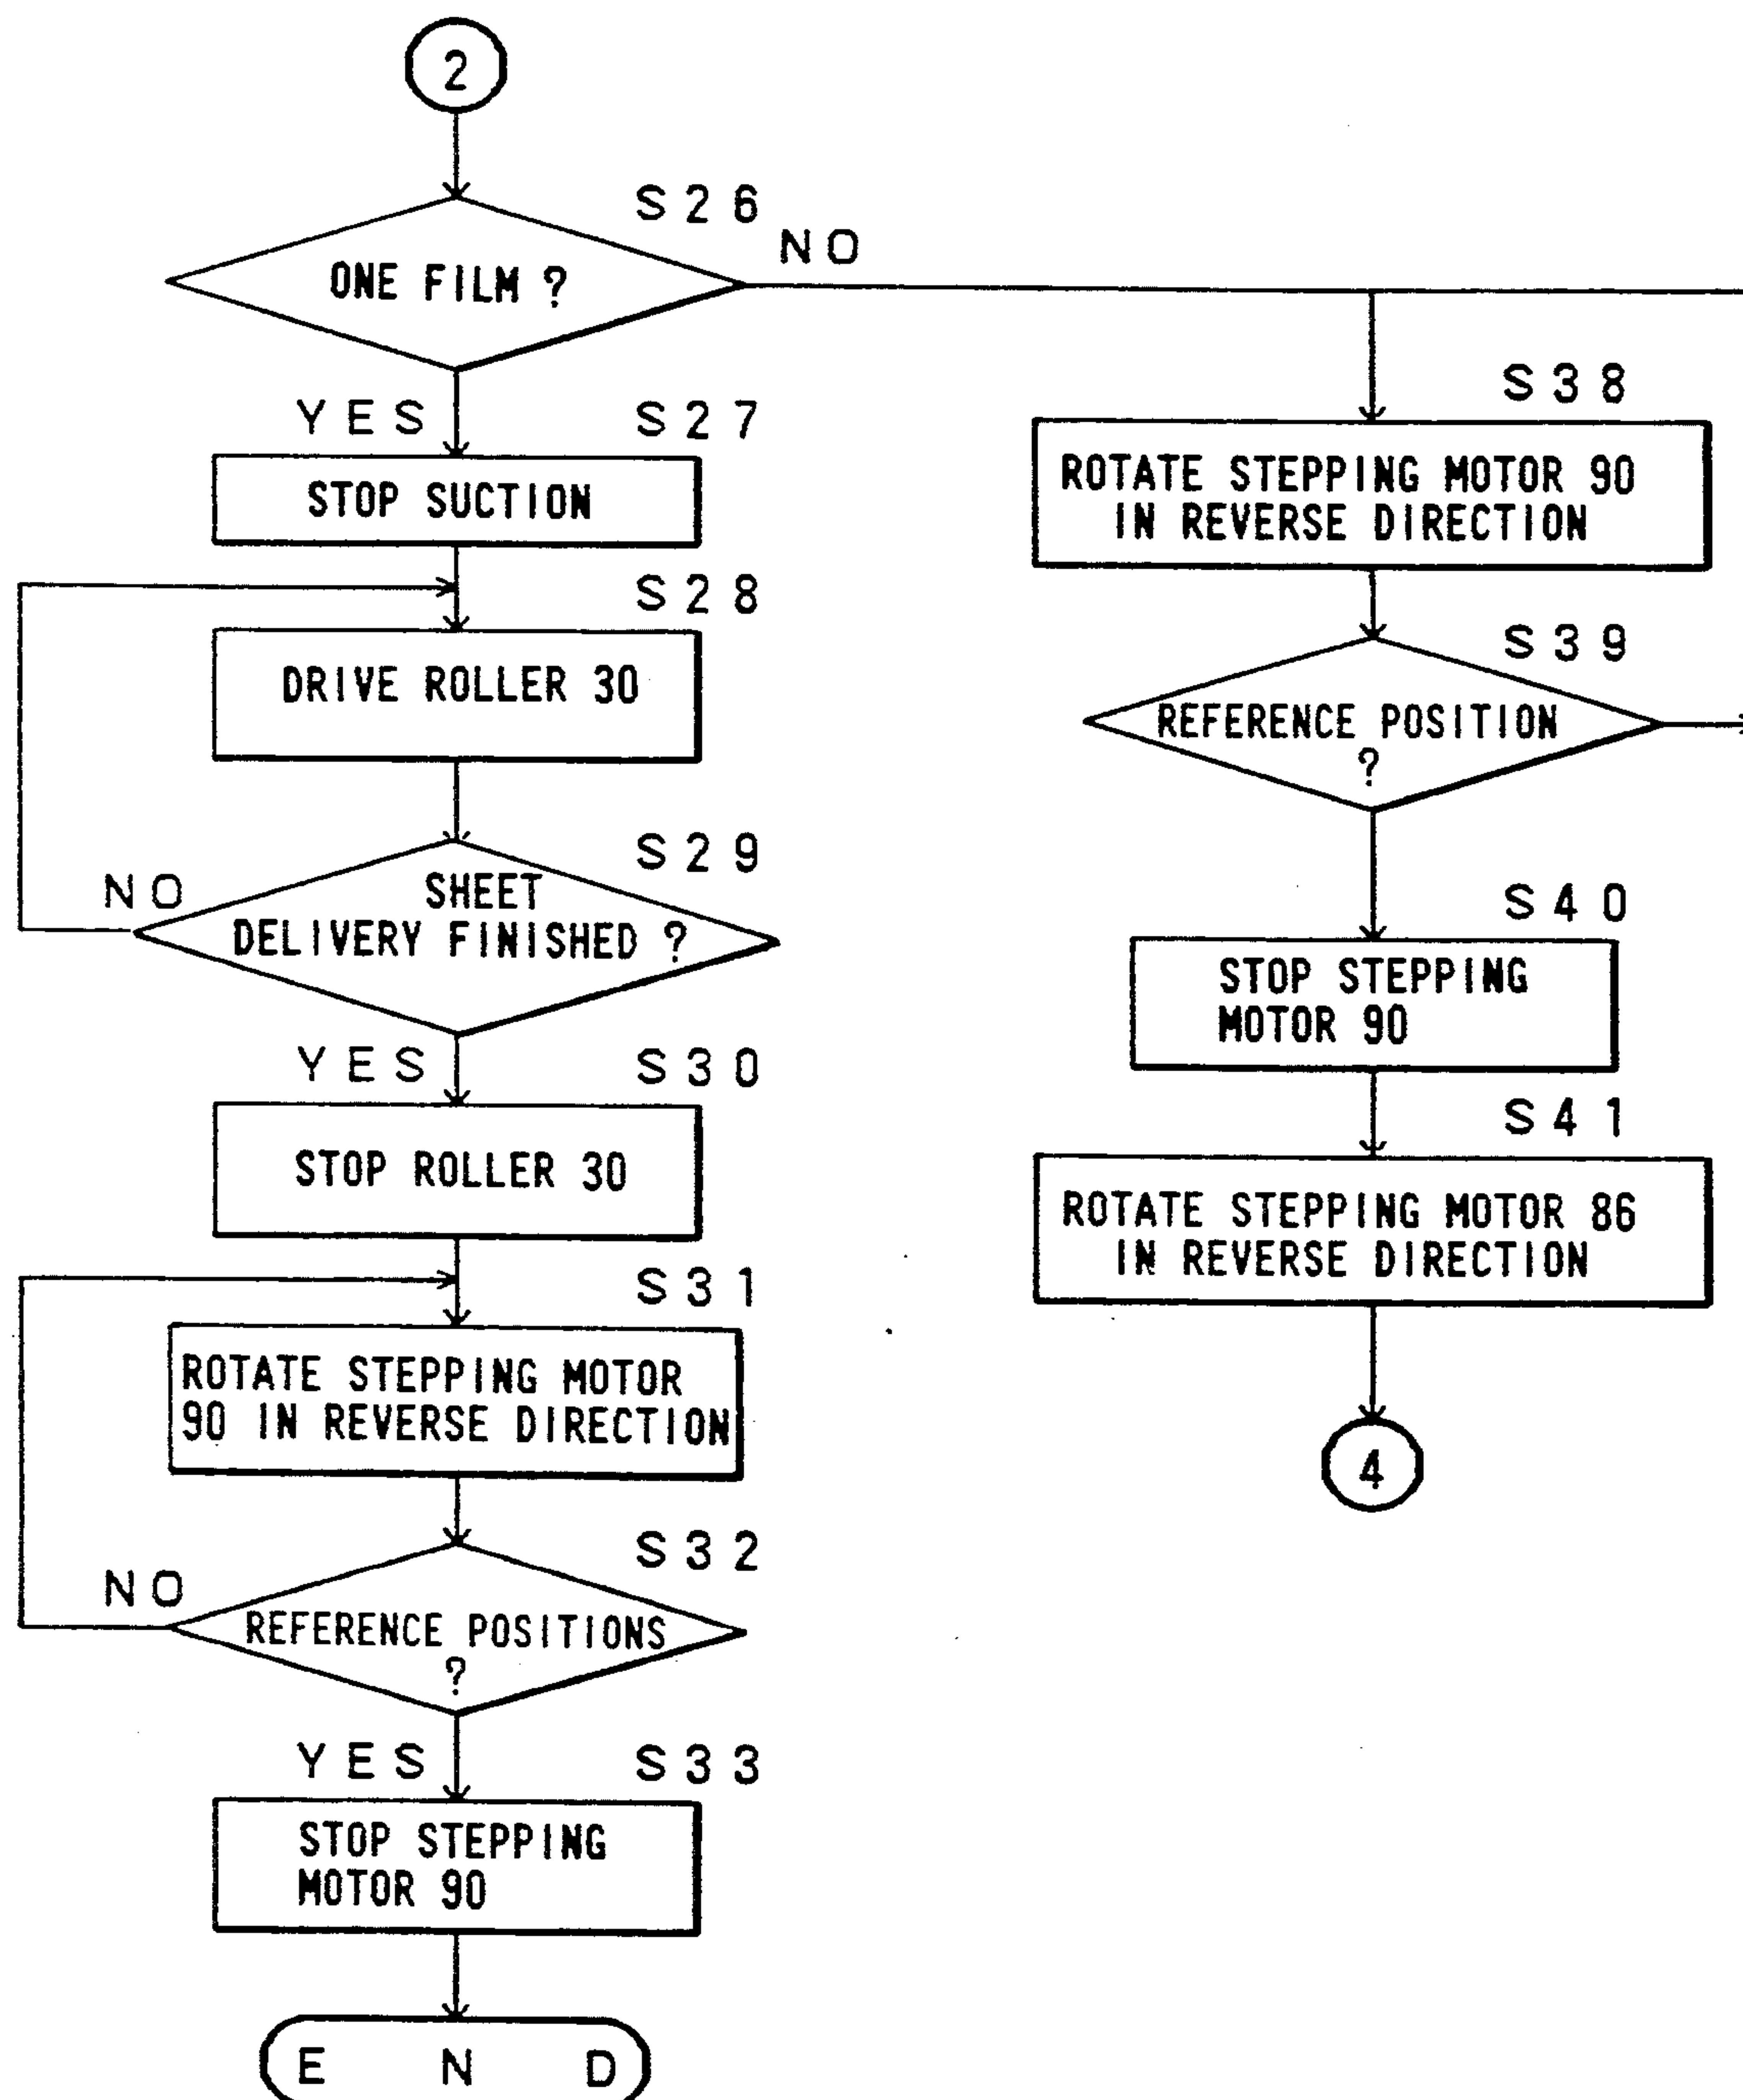 2
S26
NO
ONE FILM ?
YES
S27
STOP SUCTION
S28
DRIVE ROLLER 30
S29
NO
SHEET
DELIVERY FINISHED ?
YES
S30
STOP ROLLER 30
S31
ROTATE STEPPING MOTOR
90 IN REVERSE DIRECTION
S32
NO
REFERENCE POSITIONS
?
YES
S33
STOP STEPPING
MOTOR 90
END
S38
ROTATE STEPPING MOTOR 90
IN REVERSE DIRECTION
S39
REFERENCE POSITION
?
S40
STOP STEPPING
MOTOR 90
S41
ROTATE STEPPING MOTOR 86
IN REVERSE DIRECTION
4